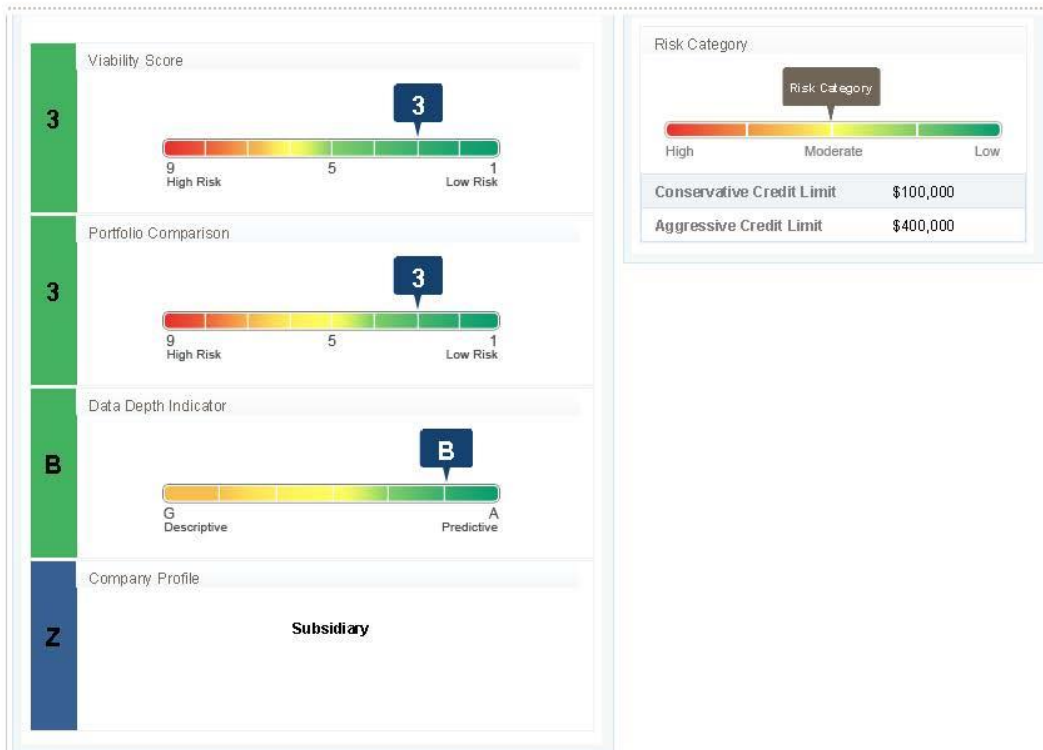 Viability Score
3
3
9 5 1
High Risk Low Risk
Portfolio Comparison
3
3
9 5 1
High Risk Low Risk
Data Depth Indicator
B
B
G A
Descriptive Predictive
Company Profile
Z
Subsidiary
Risk Category
Risk Category
High Moderate Low
Conservative Credit Limit $100,000
Aggressive Credit Limit $400,000